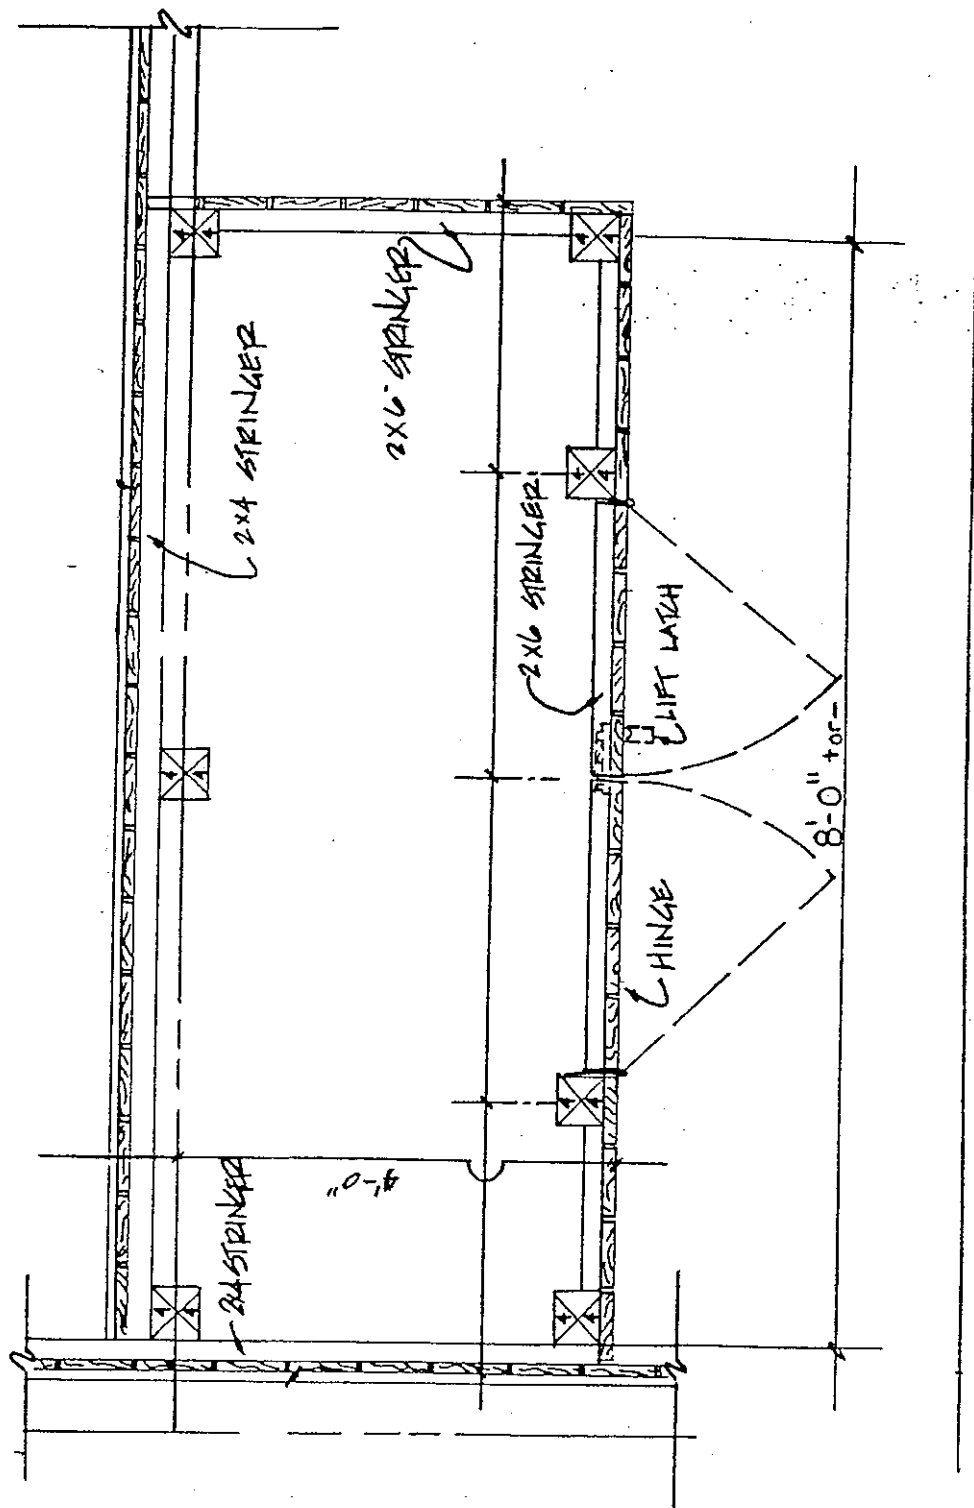 2X4 STRINGER
2X6 STRINGER
2X6 STRINGER
LIFT LATCH
HINGE
2X4 STRINGER
4'-0"
8'-0" +or-